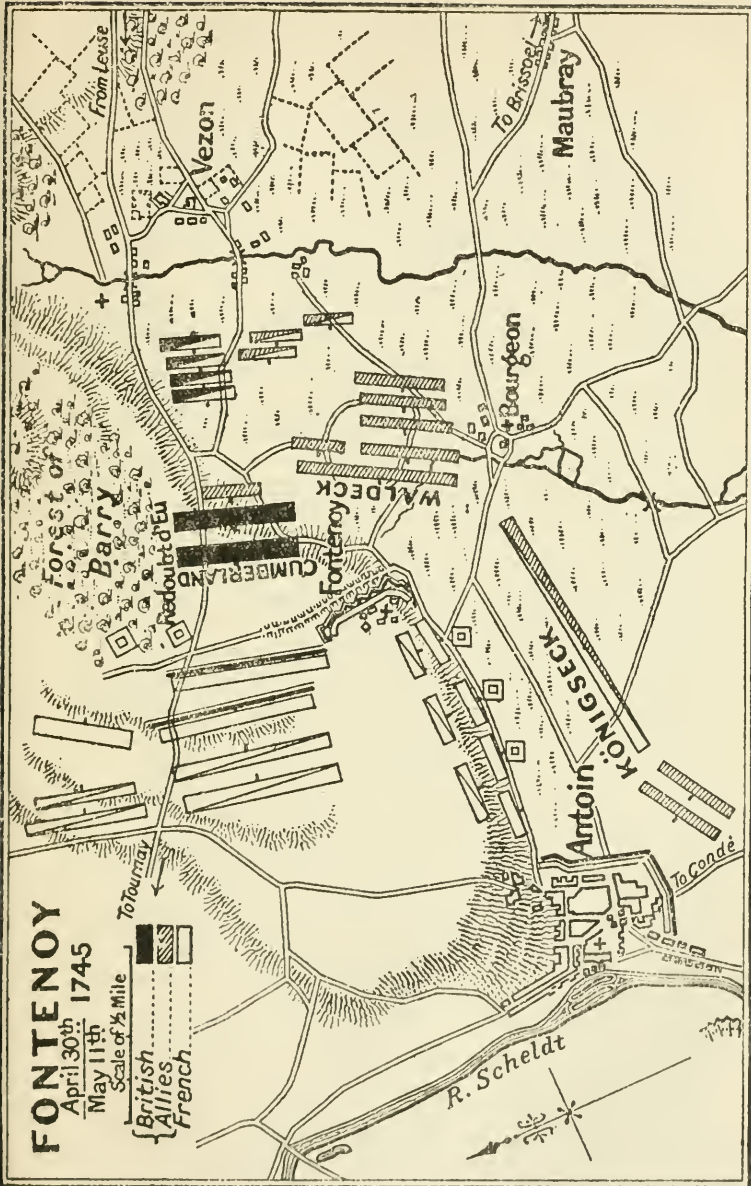 FONTENOY
April 30th
May 11th 1745
Scale of ½ Mile
British
Allies
French
To Tournay
Forest of
Barry
Redoubt d'Eu
CUMBERLAND
Fontenoy
WALDECK
From Leuse
Vezon
To Brissoel
Maubray
Bourgeon
KÖNIGSECK
Antoin
To Condé
R. Scheldt